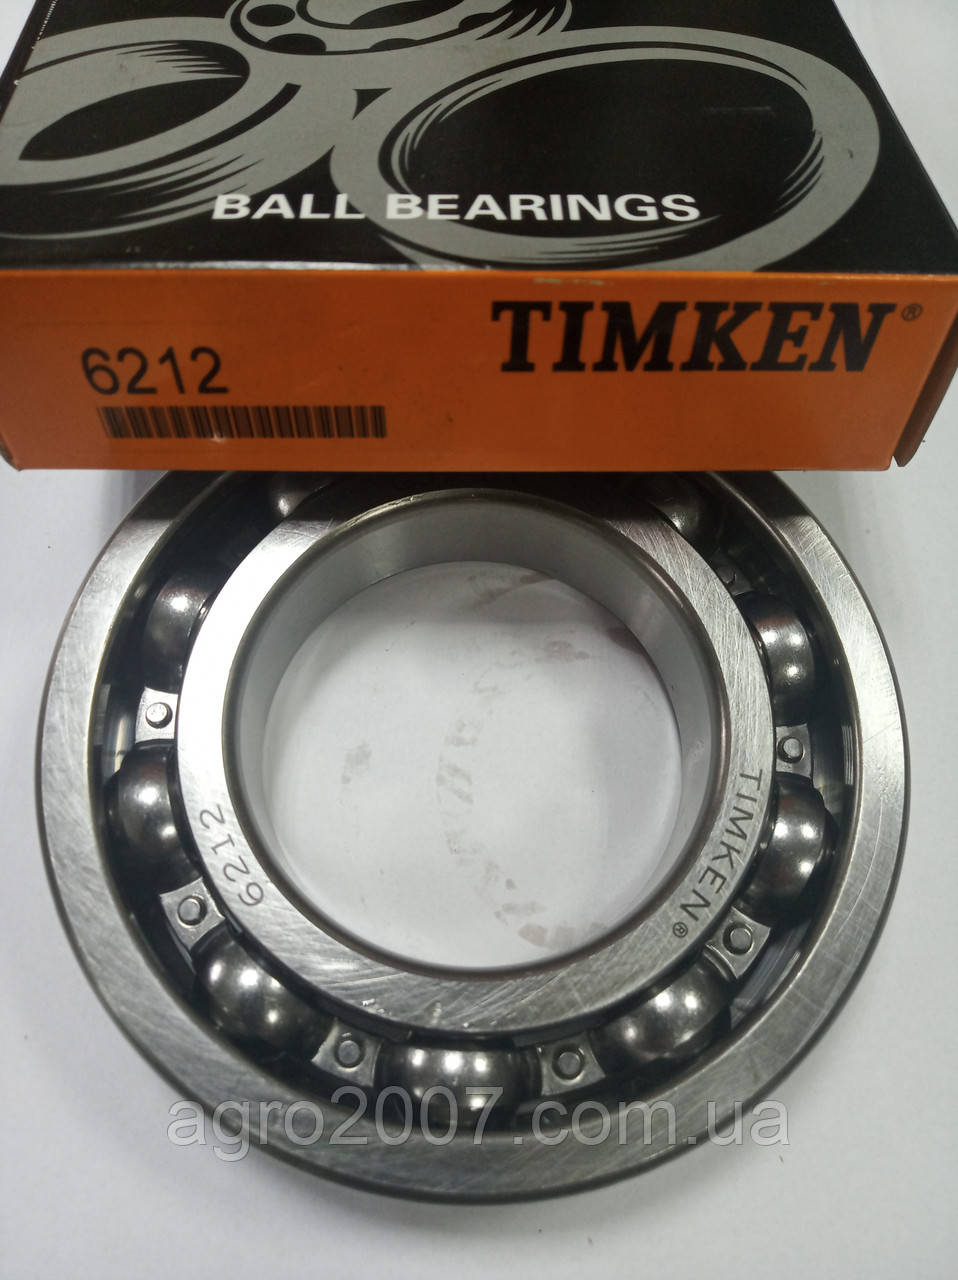 BALL BEARINGS
TIMKEN®
6212
6212
TIMKEN®
agro2007.com.ua